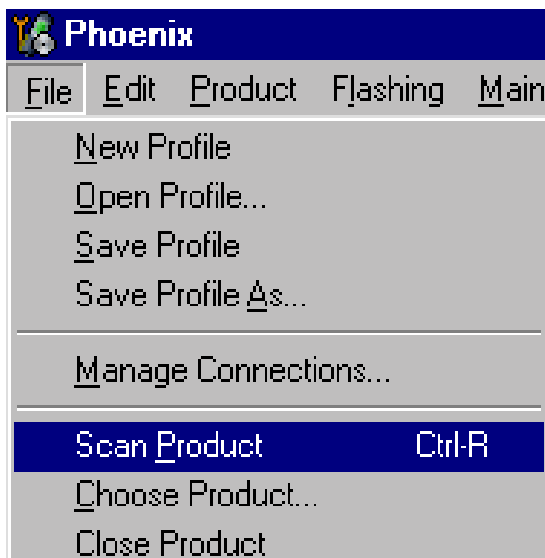 Phoenix
File Edit Product Flashing Main
New Profile
Open Profile...
Save Profile
Save Profile As...
Manage Connections...
Scan Product Ctrl-R
Choose Product...
Close Product